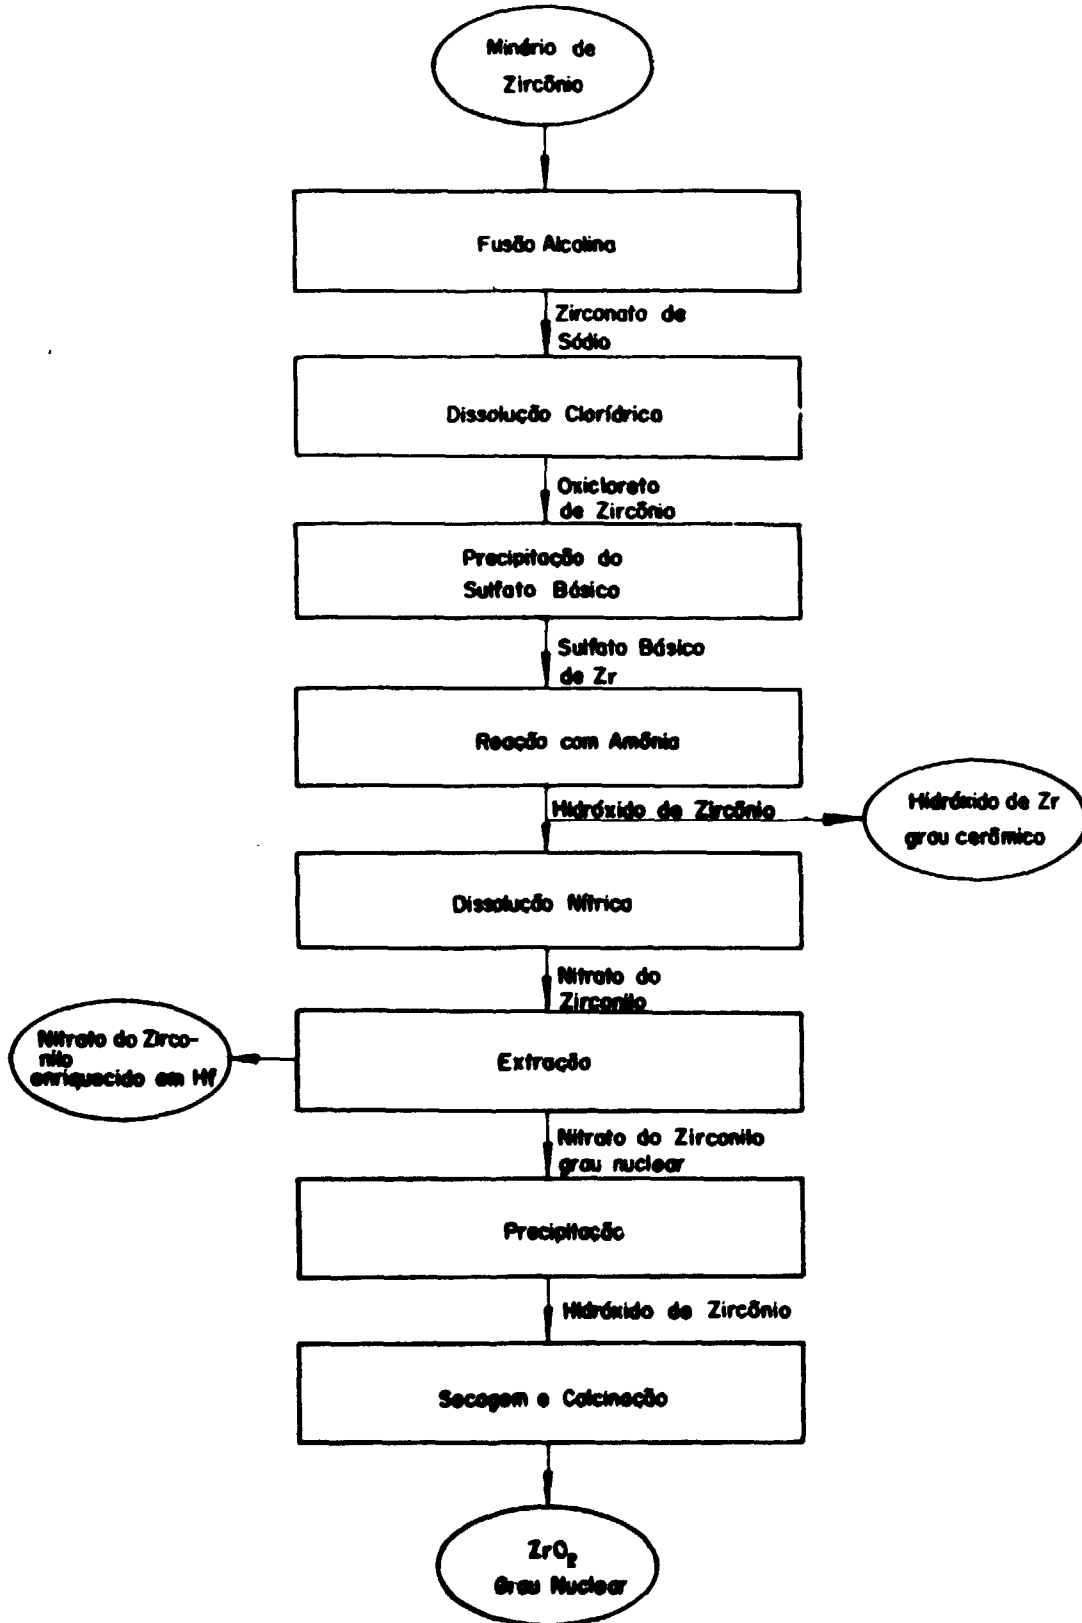 Minério de
Zircônio
Fusão Alcalina
Zirconato de
Sódio
Dissolução Clorídrica
Oxicloreto
de Zircônio
Precipitação do
Sulfato Básico
Sulfato Básico
de Zr
Reação com Amônia
Hidróxido de Zircônio
Hidróxido de Zr
grau cerâmico
Dissolução Nítrica
Nitrato do
Zirconilo
Nitrato do Zirco-
nilo
enriquecido em Hf
Extração
Nitrato do Zirconilo
grau nuclear
Precipitação
Hidróxido de Zircônio
Secagem e Calcinação
ZrO2
Grau Nuclear